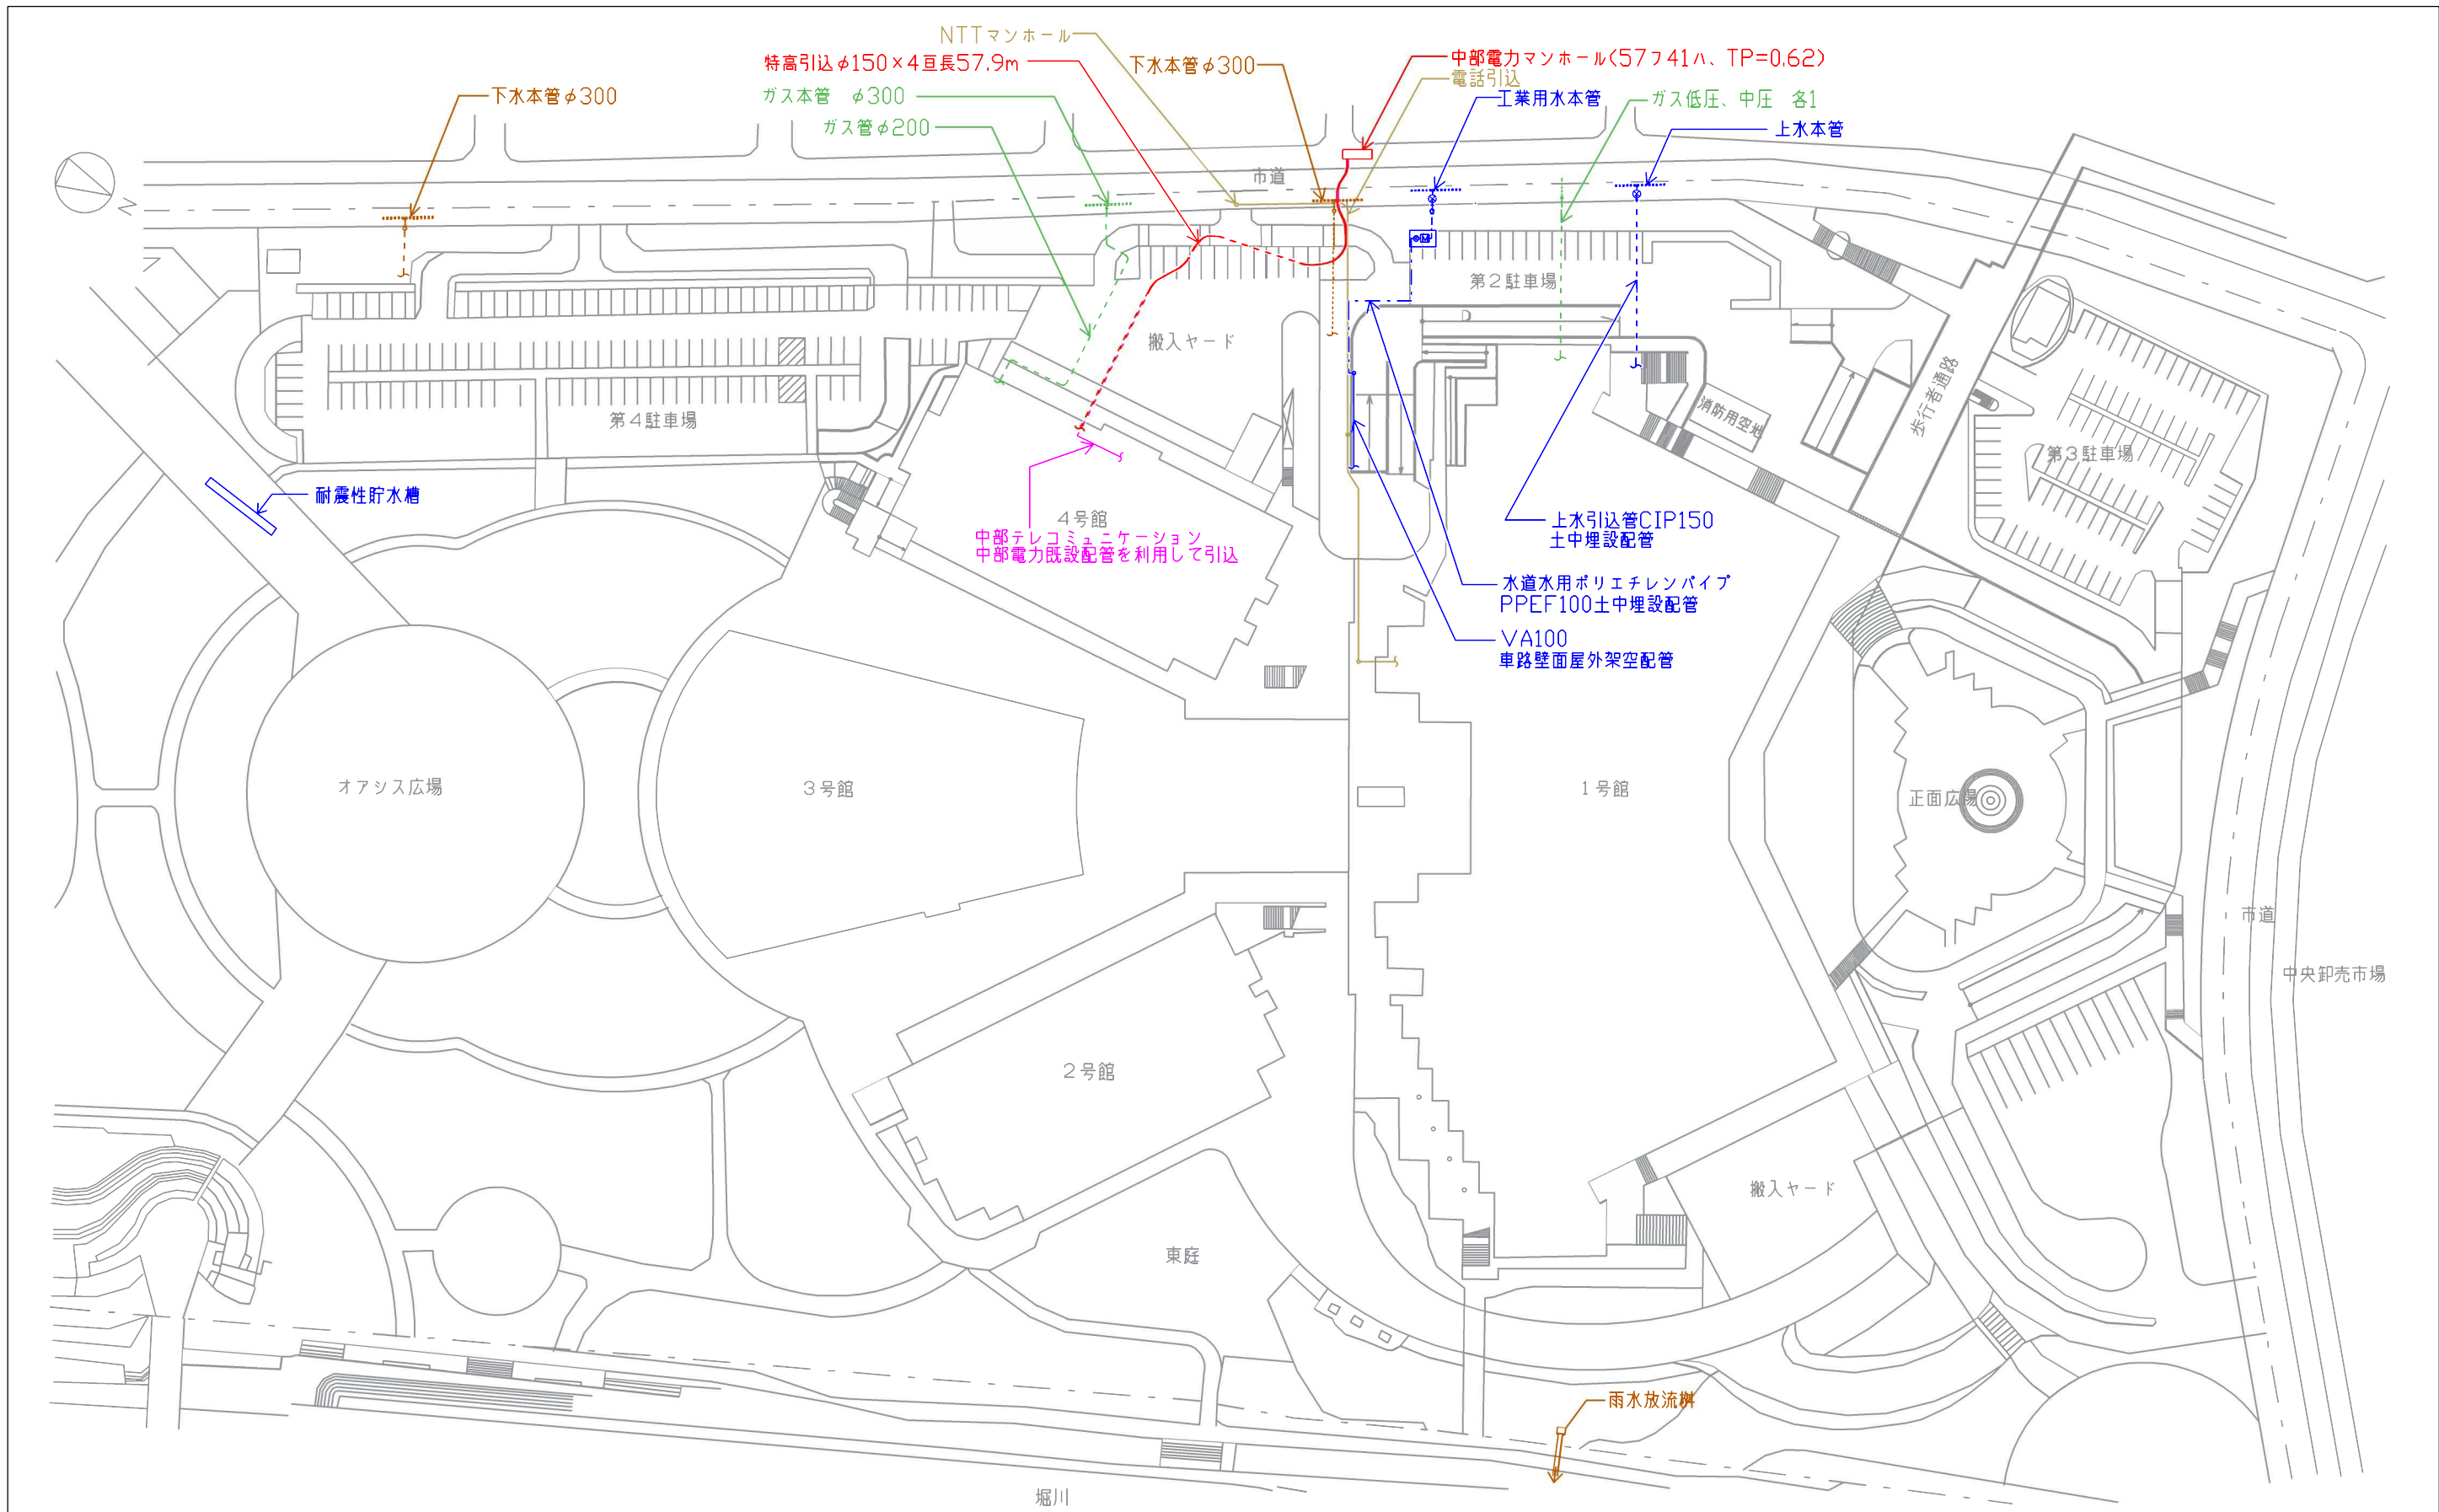 NTTマンホール
特高引込φ150×4亘長57.9m
下水本管φ300
中部電力マンホール(57フ41ハ、TP=0.62)
電話引込
下水本管φ300
ガス本管 φ300
工業用水本管
ガス低圧、中圧 各1
ガス管φ200
上水本管
市道
第2駐車場
搬入ヤード
歩行者通路
第4駐車場
消防用空地
第3駐車場
耐震性貯水槽
4号館
中部テレコミュニケーション
中部電力既設配管を利用して引込
上水引込管CIP150
土中埋設配管
水道水用ポリエチレンパイプ
PPEF100土中埋設配管
VA100
車路壁面屋外架空配管
オアシス広場
3号館
1号館
正面広場
市道
中央卸売市場
2号館
搬入ヤード
東庭
雨水放流桝
堀川